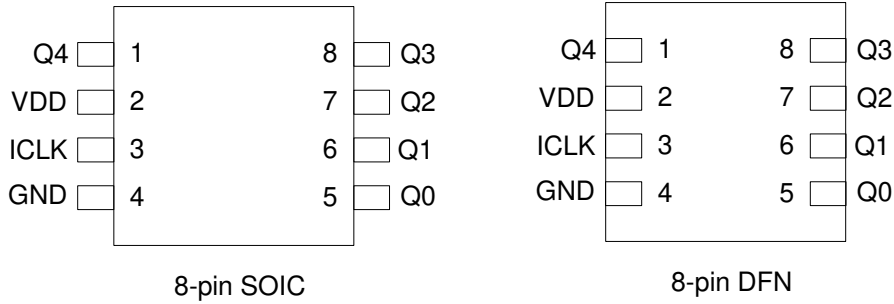 Q4 1 8 Q3
VDD 2 7 Q2
ICLK 3 6 Q1
GND 4 5 Q0
8-pin SOIC
Q4 1 8 Q3
VDD 2 7 Q2
ICLK 3 6 Q1
GND 4 5 Q0
8-pin DFN